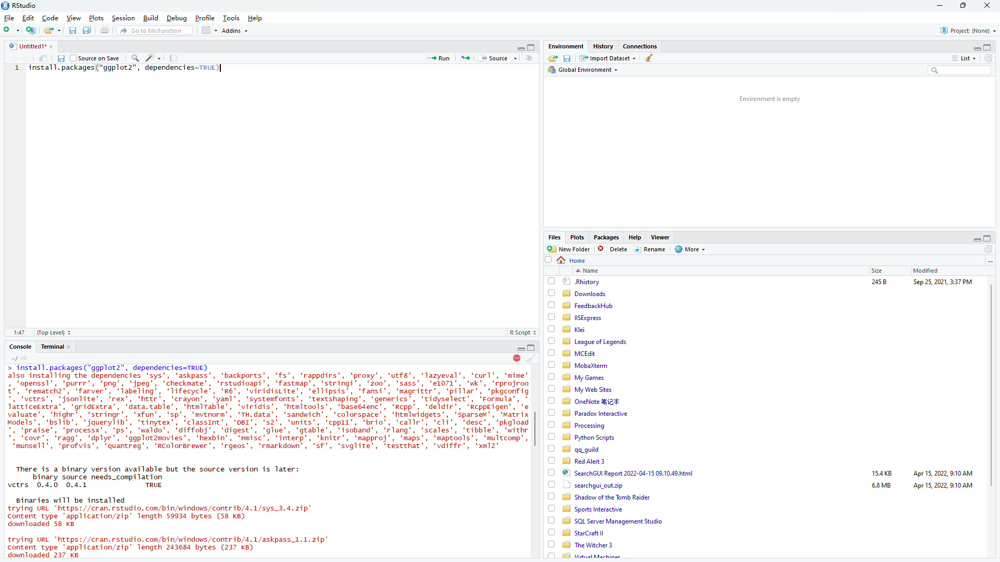 RStudio
File Edit Code View Plots Session Build Debug Profile Tools Help
Go to file/function Addins Project: (None)
Untitled1*
Source on Save Run Source
1 install.packages(“ggplot2”, dependencies=TRUE)
1:47 (Top Level) R Script
Console Terminal
~/
> install.packages("ggplot2", dependencies=TRUE)
also installing the dependencies ‘sys’, ‘askpass’, ‘backports’, ‘fs’, ‘rappdirs’, ‘proxy’, ‘utf8’, ‘lazyeval’, ‘curl’, ‘mime’
, ‘openssl’, ‘purrr’, ‘png’, ‘jpeg’, ‘checkmate’, ‘rstudioapi’, ‘fastmap’, ‘stringi’, ‘zoo’, ‘sass’, ‘e1071’, ‘wk’, ‘rprojroo
t’, ‘rematch2’, ‘farver’, ‘labeling’, ‘lifecycle’, ‘R6’, ‘viridisLite’, ‘ellipsis’, ‘fansi’, ‘magrittr’, ‘pillar’, ‘pkgconfig
’, ‘vctrs’, ‘jsonlite’, ‘rex’, ‘httr’, ‘crayon’, ‘yaml’, ‘systemfonts’, ‘textshaping’, ‘generics’, ‘tidyselect’, ‘Formula’, ‘
latticeExtra’, ‘gridExtra’, ‘data.table’, ‘htmlTable’, ‘viridis’, ‘htmltools’, ‘base64enc’, ‘Rcpp’, ‘deldir’, ‘RcppEigen’, ‘e
valuate’, ‘highr’, ‘stringr’, ‘xfun’, ‘sp’, ‘mvtnorm’, ‘TH.data’, ‘sandwich’, ‘colorspace’, ‘htmlwidgets’, ‘SparseM’, ‘Matrix
Models’, ‘bslib’, ‘jquerylib’, ‘tinytex’, ‘classInt’, ‘DBI’, ‘s2’, ‘units’, ‘cpp11’, ‘brio’, ‘callr’, ‘cli’, ‘desc’, ‘pkgload
’, ‘praise’, ‘processx’, ‘ps’, ‘waldo’, ‘diffobj’, ‘digest’, ‘glue’, ‘gtable’, ‘isoband’, ‘rlang’, ‘scales’, ‘tibble’, ‘withr
’, ‘covr’, ‘ragg’, ‘dplyr’, ‘ggplot2movies’, ‘hexbin’, ‘Hmisc’, ‘interp’, ‘knitr’, ‘mapproj’, ‘maps’, ‘maptools’, ‘multcomp’,
‘munsell’, ‘profvis’, ‘quantreg’, ‘RColorBrewer’, ‘rgeos’, ‘rmarkdown’, ‘sf’, ‘svglite’, ‘testthat’, ‘vdiffr’, ‘xml2’
There is a binary version available but the source version is later:
binary source needs_compilation
vctrs 0.4.0 0.4.1 TRUE
Binaries will be installed
trying URL 'https://cran.rstudio.com/bin/windows/contrib/4.1/sys_3.4.zip'
Content type 'application/zip' length 59934 bytes (58 KB)
downloaded 58 KB
trying URL 'https://cran.rstudio.com/bin/windows/contrib/4.1/askpass_1.1.zip'
Content type 'application/zip' length 243684 bytes (237 KB)
downloaded 237 KB
Environment History Connections
Import Dataset List
Global Environment
Environment is empty
Files Plots Packages Help Viewer
New Folder Delete Rename More
Home ...
Name Size Modified
.Rhistory 245 B Sep 25, 2021, 3:37 PM
Downloads
FeedbackHub
IISExpress
Klei
League of Legends
MCEdit
MobaXterm
My Games
My Web Sites
OneNote 笔记本
Paradox Interactive
Processing
Python Scripts
qq_guild
Red Alert 3
SearchGUI Report 2022-04-15 09.10.49.html 15.4 KB Apr 15, 2022, 9:10 AM
searchgui_out.zip 6.8 MB Apr 15, 2022, 9:10 AM
Shadow of the Tomb Raider
Sports Interactive
SQL Server Management Studio
StarCraft II
The Witcher 3
Virtual Machines